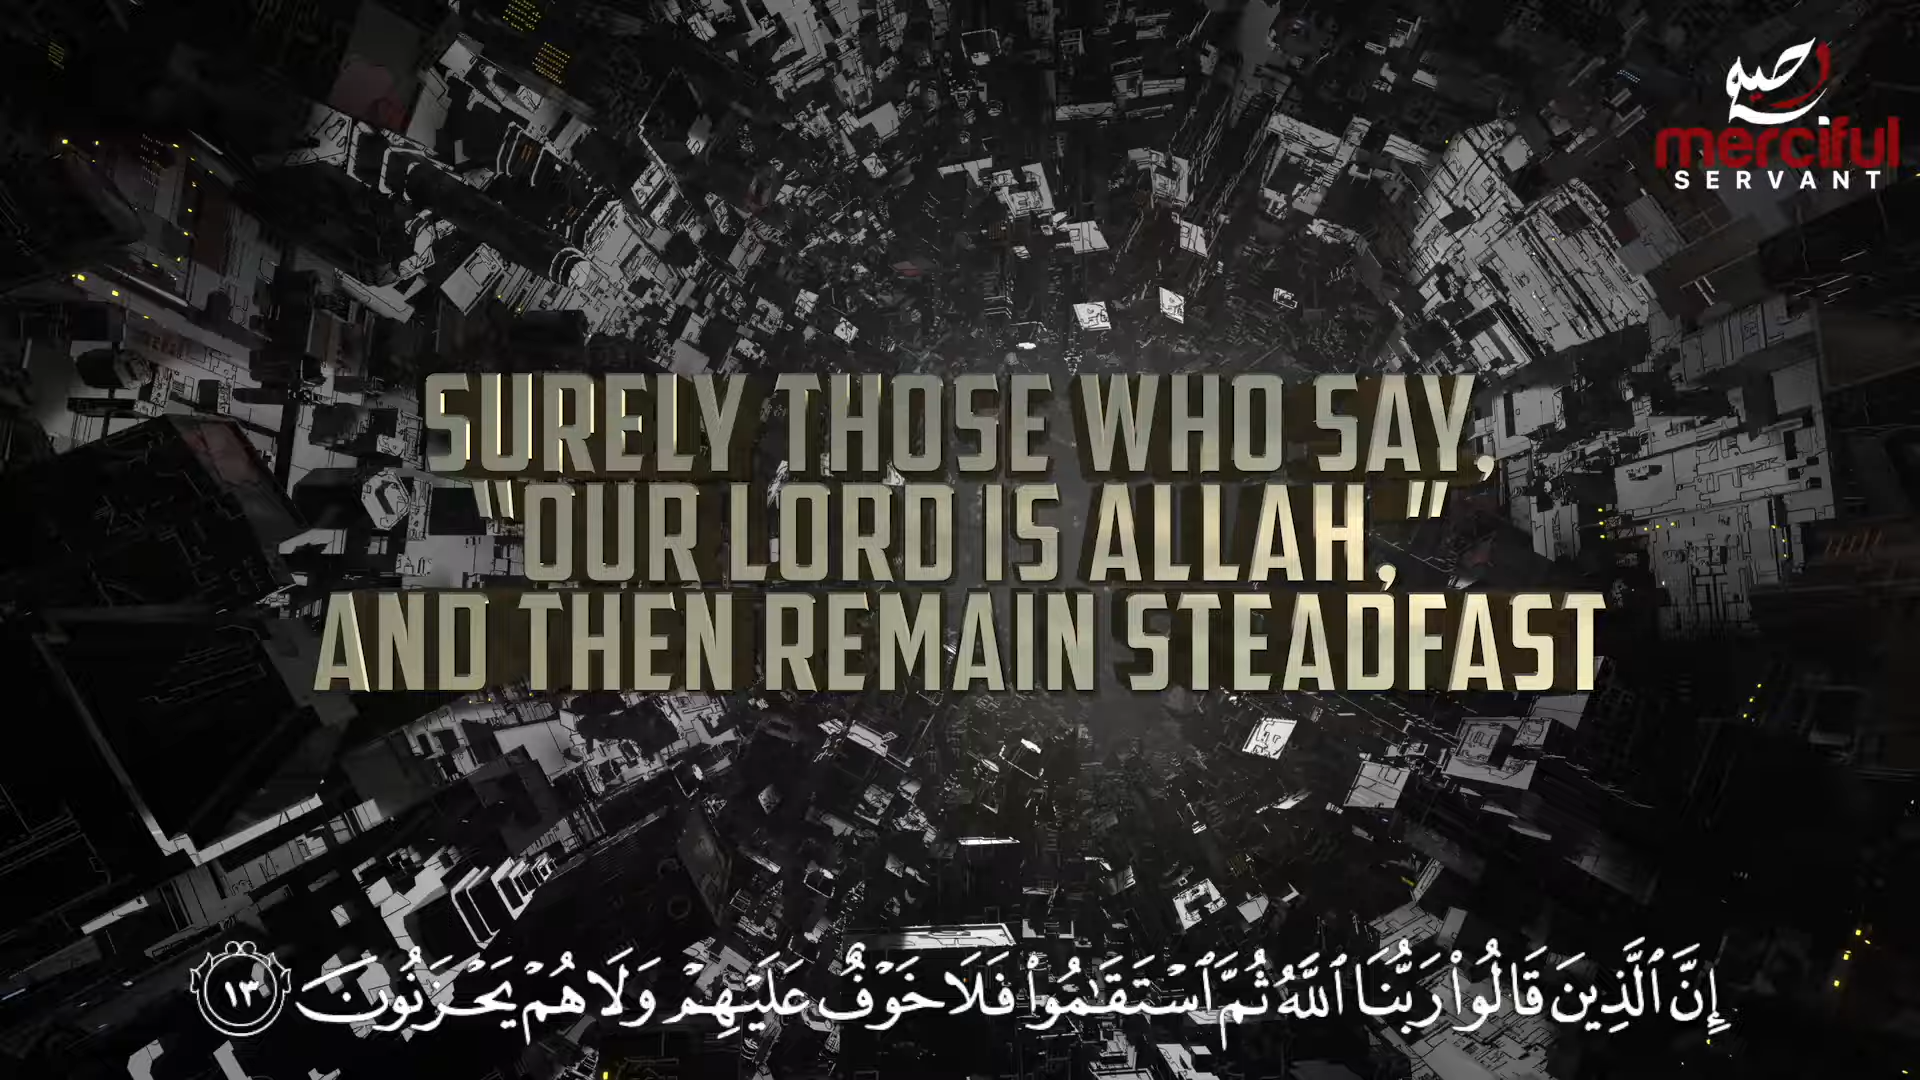 رحيم
merciful
SERVANT
SURELY THOSE WHO SAY,
"OUR LORD IS ALLAH,"
AND THEN REMAIN STEADFAST
إِنَّ ٱلَّذِينَ قَالُوا۟ رَبُّنَا ٱللَّهُ ثُمَّ ٱسْتَقَـٰمُوا۟ فَلَا خَوْفٌ عَلَيْهِمْ وَلَا هُمْ يَحْزَنُونَ ١٣